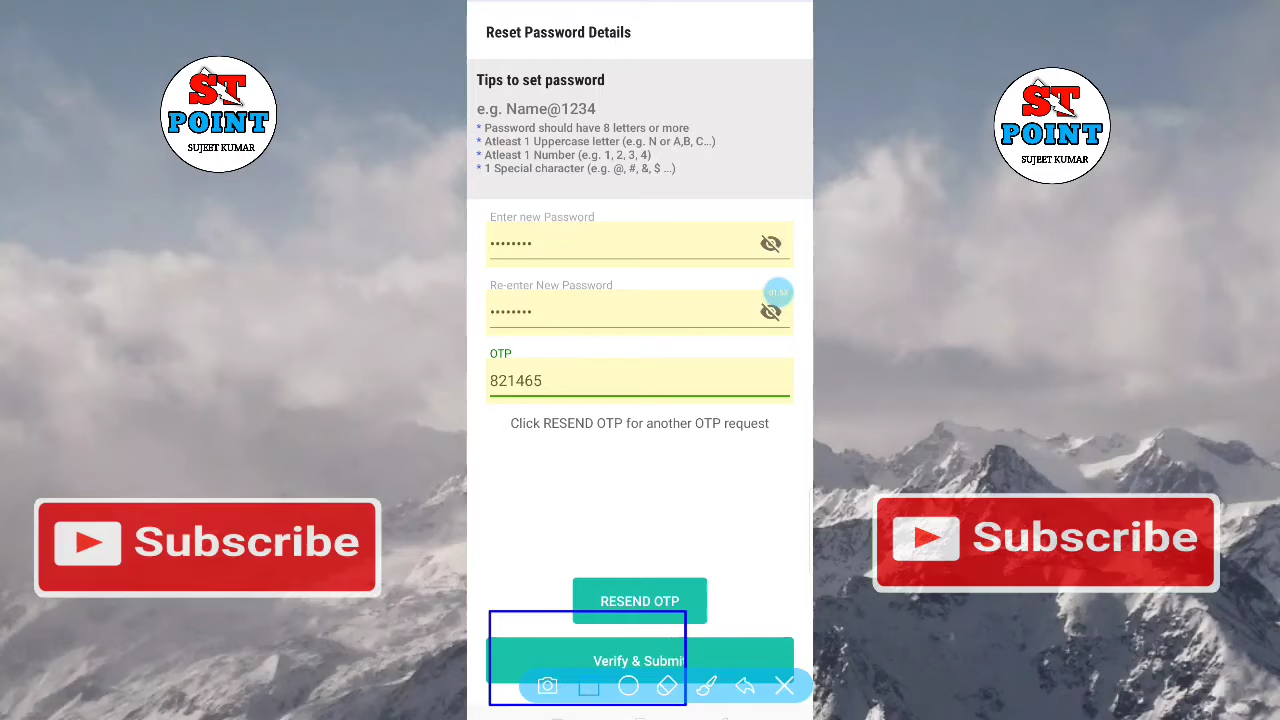 Reset Password Details
Tips to set password
e.g. Name@1234
* Password should have 8 letters or more
* Atleast 1 Uppercase letter (e.g. N or A,B, C...)
* Atleast 1 Number (e.g. 1, 2, 3, 4)
* 1 Special character (e.g. @, #, &, $ ...)
Enter new Password
••••••••
Re-enter New Password
01:53
••••••••
OTP
821465
Click RESEND OTP for another OTP request
RESEND OTP
Verify & Submit
ST
POINT
SUJEET KUMAR
Subscribe
ST
POINT
SUJEET KUMAR
Subscribe